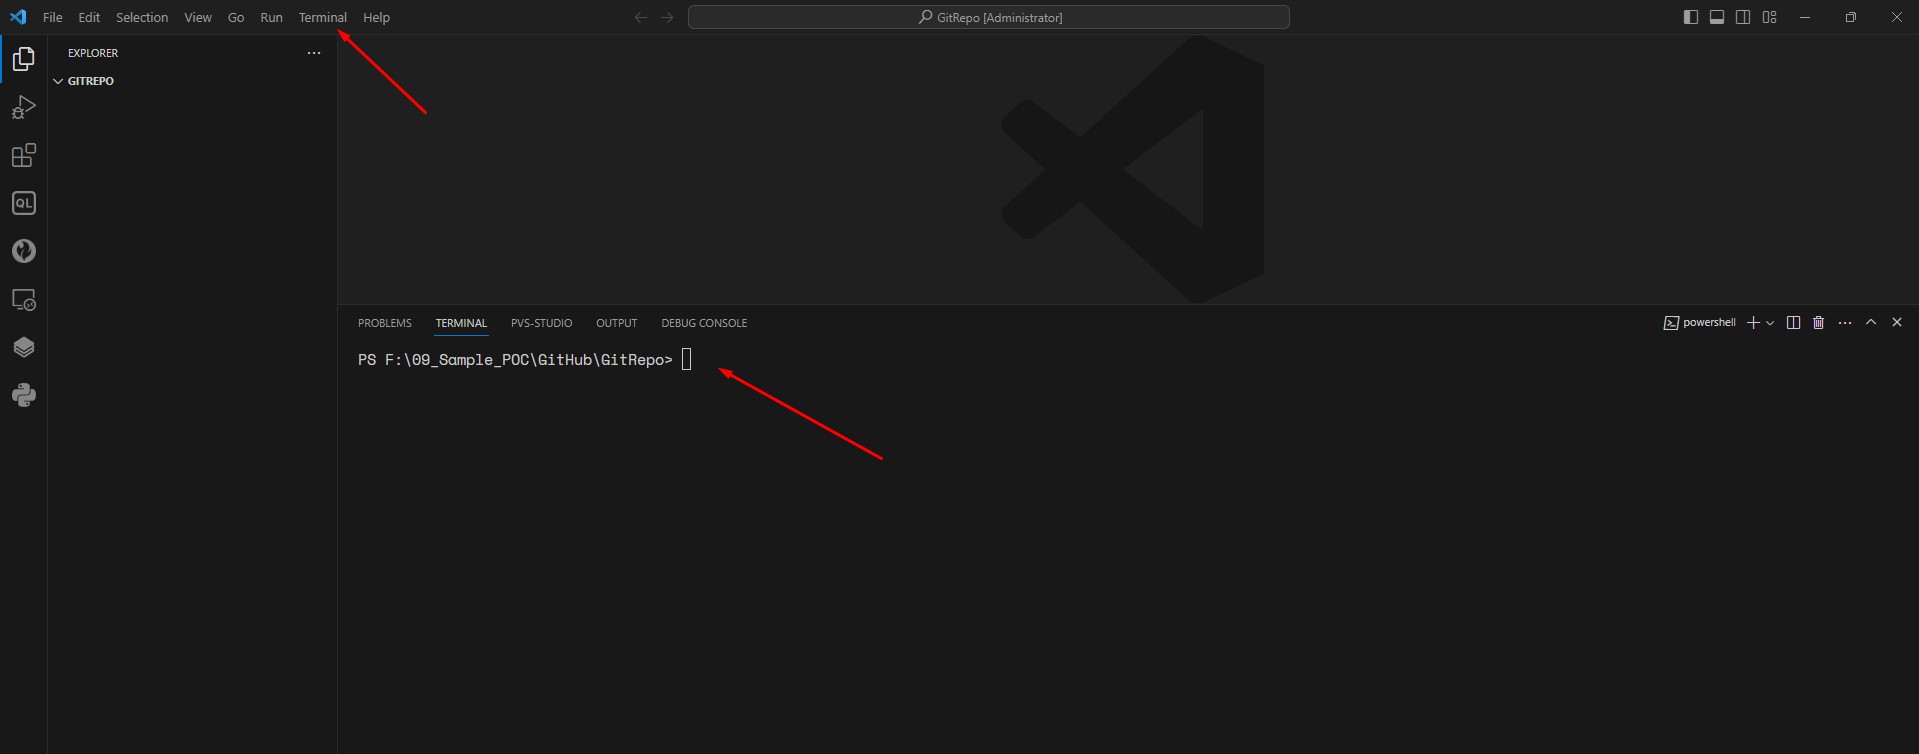 File Edit Selection View Go Run Terminal Help
GitRepo [Administrator]
EXPLORER
GITREPO
QL
PROBLEMS TERMINAL PVS-STUDIO OUTPUT DEBUG CONSOLE
powershell
PS F:\09_Sample_POC\GitHub\GitRepo>